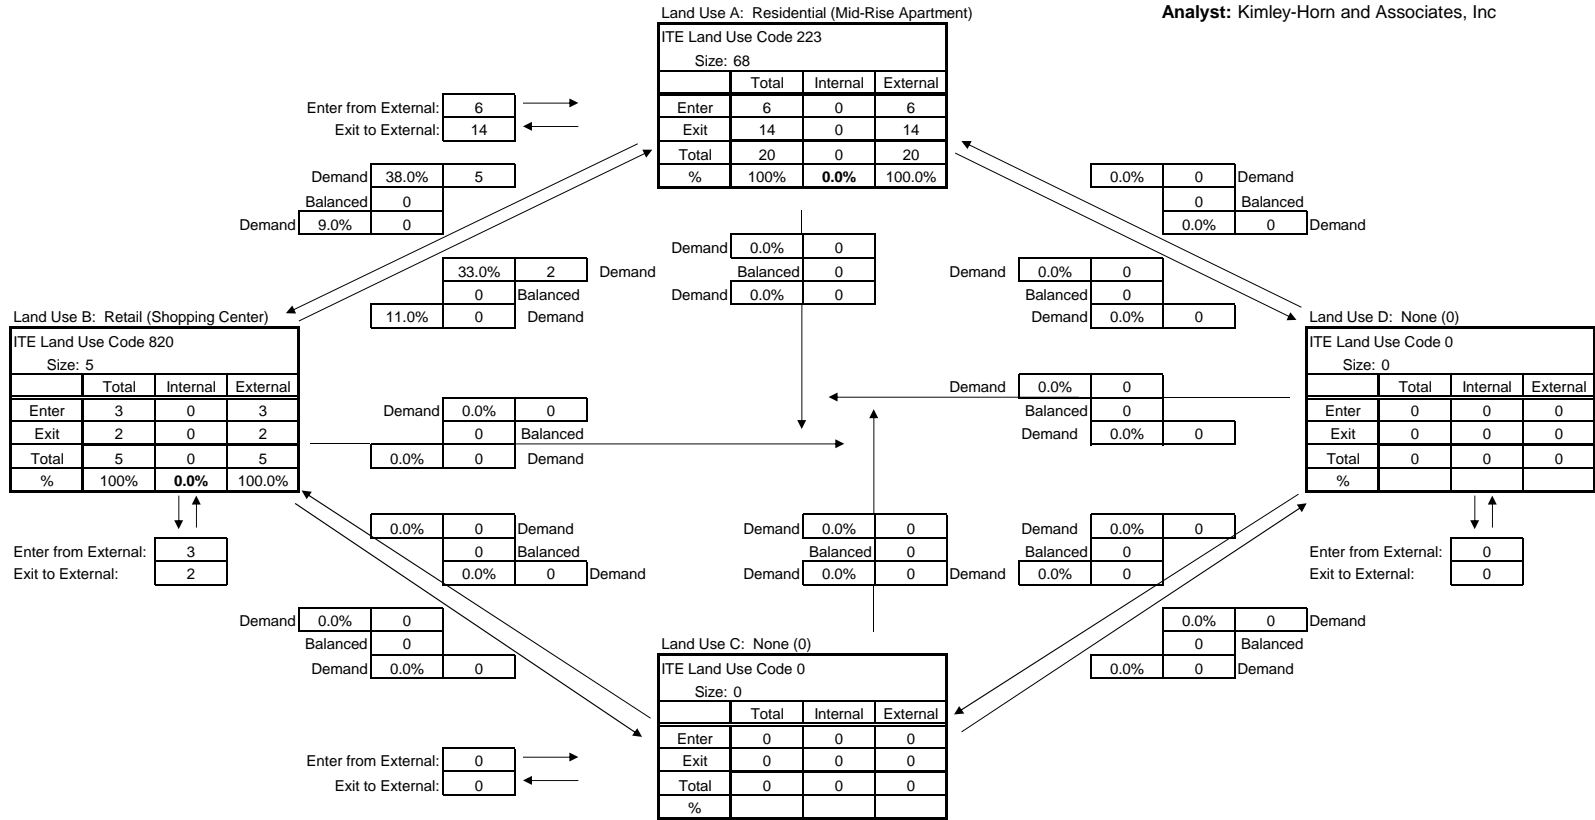 Land Use A: Residential (Mid-Rise Apartment)
Analyst: Kimley-Horn and Associates, Inc
ITE Land Use Code 223
Size: 68
Total Internal External
Enter 6 0 6
Exit 14 0 14
Total 20 0 20
% 100% 0.0% 100.0%
Enter from External: 6
Exit to External: 14
Demand 38.0% 5
Balanced 0
Demand 9.0% 0
33.0% 2 Demand
0 Balanced
11.0% 0 Demand
Demand 0.0% 0
Balanced 0
Demand 0.0% 0
0.0% 0 Demand
0 Balanced
0.0% 0 Demand
Demand 0.0% 0
Balanced 0
Demand 0.0% 0
Land Use B: Retail (Shopping Center)
ITE Land Use Code 820
Size: 5
Total Internal External
Enter 3 0 3
Exit 2 0 2
Total 5 0 5
% 100% 0.0% 100.0%
Enter from External: 3
Exit to External: 2
Demand 0.0% 0
0 Balanced
0.0% 0 Demand
Demand 0.0% 0
Balanced 0
Demand 0.0% 0
Land Use D: None (0)
ITE Land Use Code 0
Size: 0
Total Internal External
Enter 0 0 0
Exit 0 0 0
Total 0 0 0
%
Enter from External: 0
Exit to External: 0
0.0% 0 Demand
0 Balanced
0.0% 0 Demand
Demand 0.0% 0
Balanced 0
Demand 0.0% 0
Demand 0.0% 0
Balanced 0
Demand 0.0% 0
Demand 0.0% 0
Balanced 0
Demand 0.0% 0
0.0% 0 Demand
0 Balanced
0.0% 0 Demand
Land Use C: None (0)
ITE Land Use Code 0
Size: 0
Total Internal External
Enter 0 0 0
Exit 0 0 0
Total 0 0 0
%
Enter from External: 0
Exit to External: 0